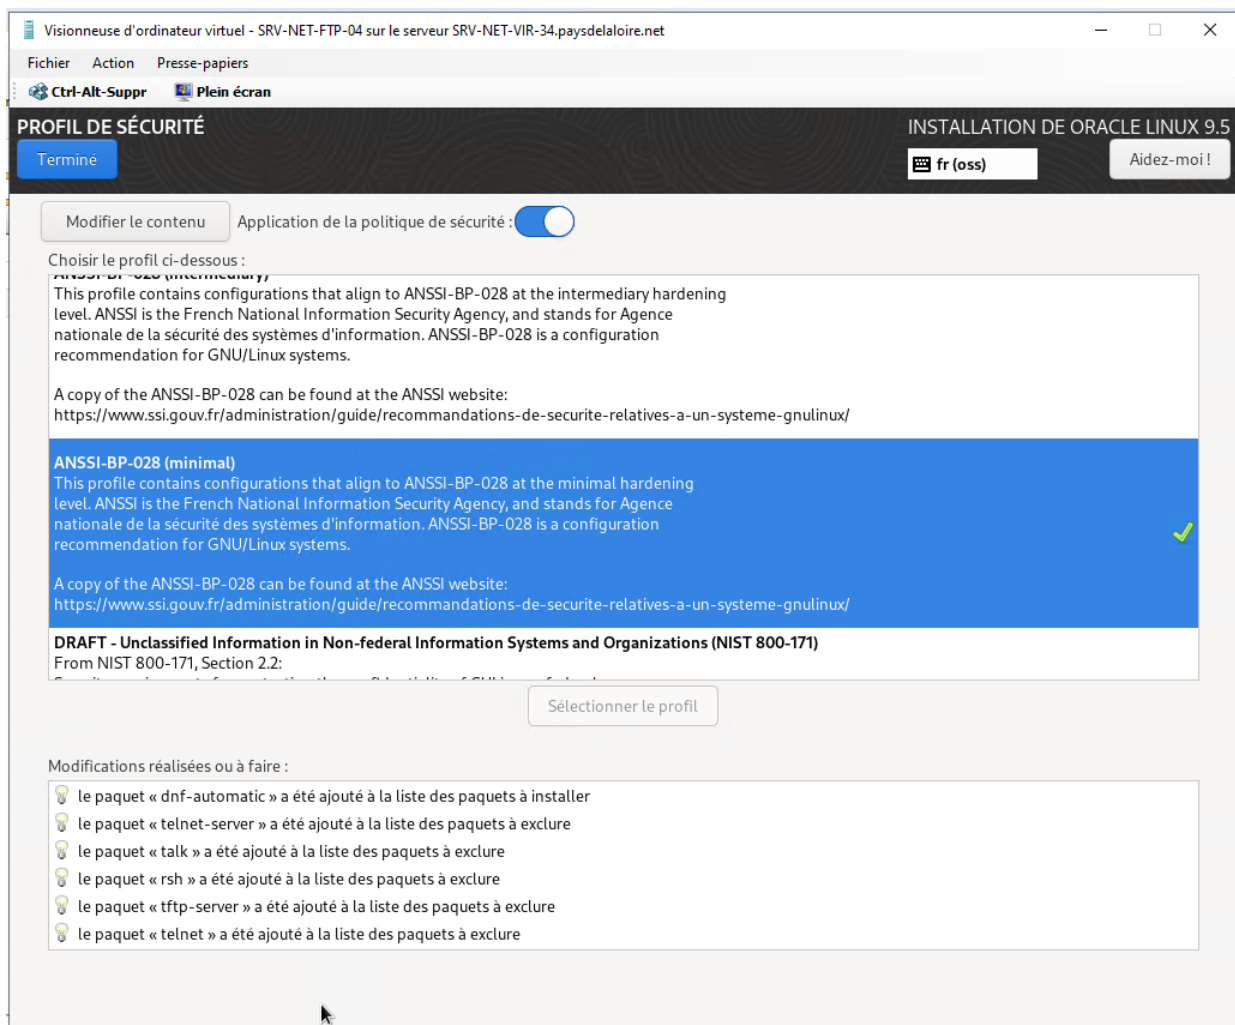 Visionneuse d'ordinateur virtuel - SRV-NET-FTP-04 sur le serveur SRV-NET-VIR-34.paysdelaloire.net
Fichier Action Presse-papiers
Ctrl-Alt-Suppr Plein écran
PROFIL DE SÉCURITÉ
INSTALLATION DE ORACLE LINUX 9.5
Terminé
fr (oss)
Aidez-moi !
Modifier le contenu
Application de la politique de sécurité :
Choisir le profil ci-dessous :
ANSSI-BP-028 (intermediary)
This profile contains configurations that align to ANSSI-BP-028 at the intermediary hardening
level. ANSSI is the French National Information Security Agency, and stands for Agence
nationale de la sécurité des systèmes d'information. ANSSI-BP-028 is a configuration
recommendation for GNU/Linux systems.
A copy of the ANSSI-BP-028 can be found at the ANSSI website:
https://www.ssi.gouv.fr/administration/guide/recommandations-de-securite-relatives-a-un-systeme-gnulinux/
ANSSI-BP-028 (minimal)
This profile contains configurations that align to ANSSI-BP-028 at the minimal hardening
level. ANSSI is the French National Information Security Agency, and stands for Agence
nationale de la sécurité des systèmes d'information. ANSSI-BP-028 is a configuration
recommendation for GNU/Linux systems.
A copy of the ANSSI-BP-028 can be found at the ANSSI website:
https://www.ssi.gouv.fr/administration/guide/recommandations-de-securite-relatives-a-un-systeme-gnulinux/
DRAFT - Unclassified Information in Non-federal Information Systems and Organizations (NIST 800-171)
From NIST 800-171, Section 2.2:
Sélectionner le profil
Modifications réalisées ou à faire :
le paquet « dnf-automatic » a été ajouté à la liste des paquets à installer
le paquet « telnet-server » a été ajouté à la liste des paquets à exclure
le paquet « talk » a été ajouté à la liste des paquets à exclure
le paquet « rsh » a été ajouté à la liste des paquets à exclure
le paquet « tftp-server » a été ajouté à la liste des paquets à exclure
le paquet « telnet » a été ajouté à la liste des paquets à exclure